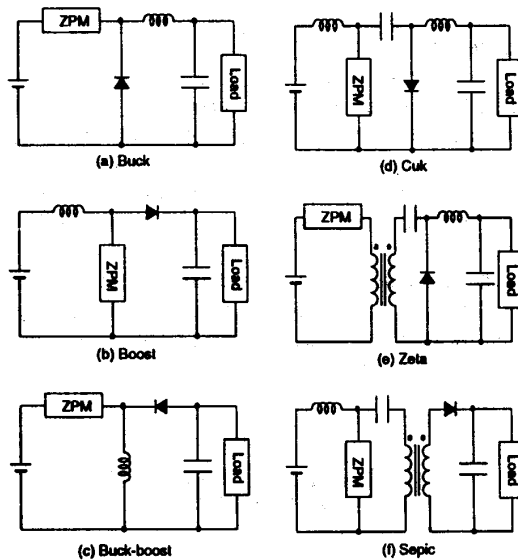 ZPM
Load
(a) Buck
ZPM
Load
(d) Cuk
ZPM
Load
(b) Boost
ZPM
Load
(e) Zeta
ZPM
Load
(c) Buck-boost
ZPM
Load
(f) Sepic